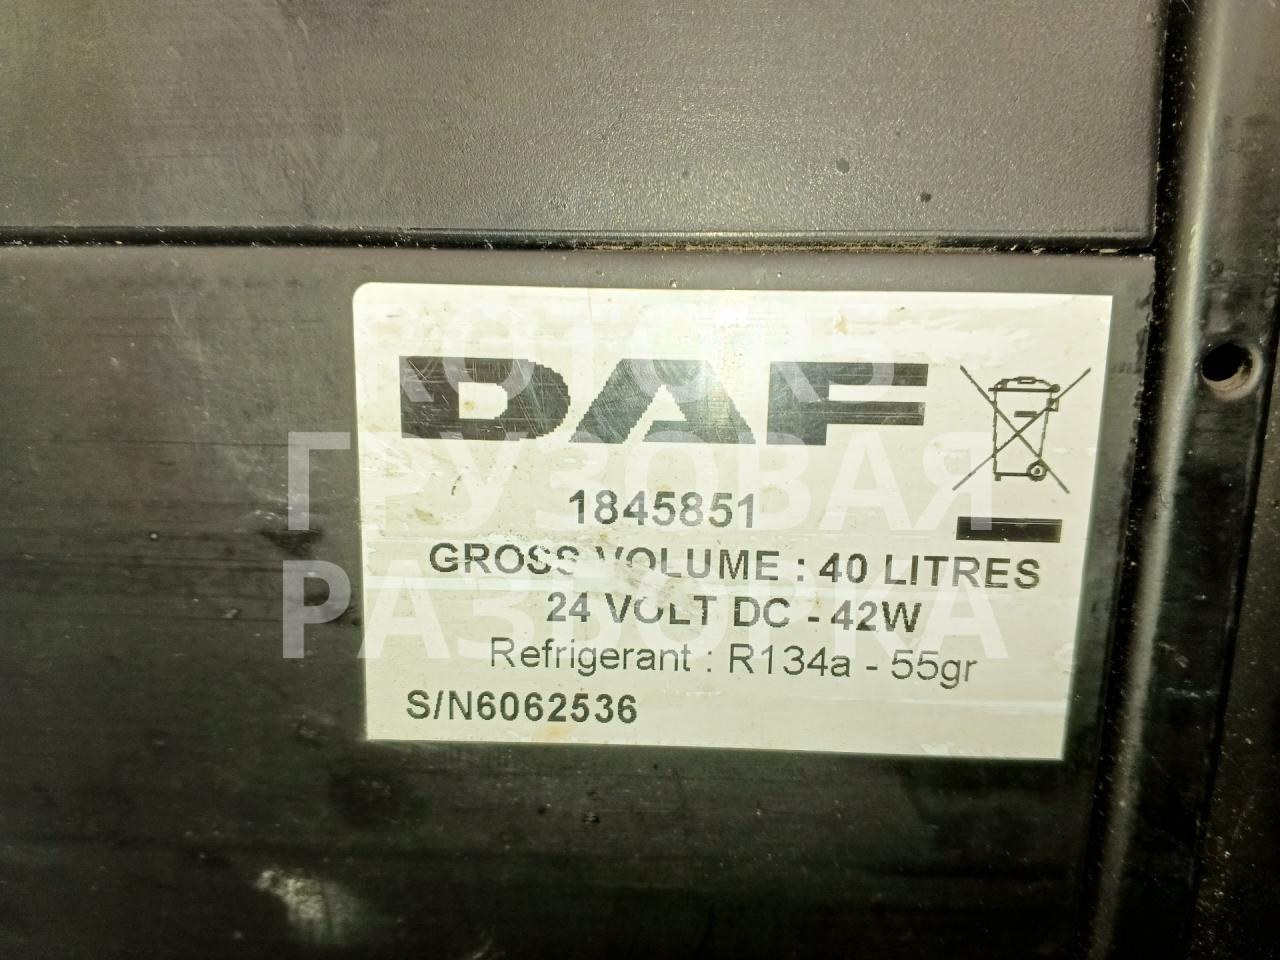 DAF
1845851
GROSS VOLUME : 40 LITRES
24 VOLT DC - 42W
Refrigerant : R134a - 55gr
S/N6062536
ГРУЗОВАЯ
РАЗБОРКА